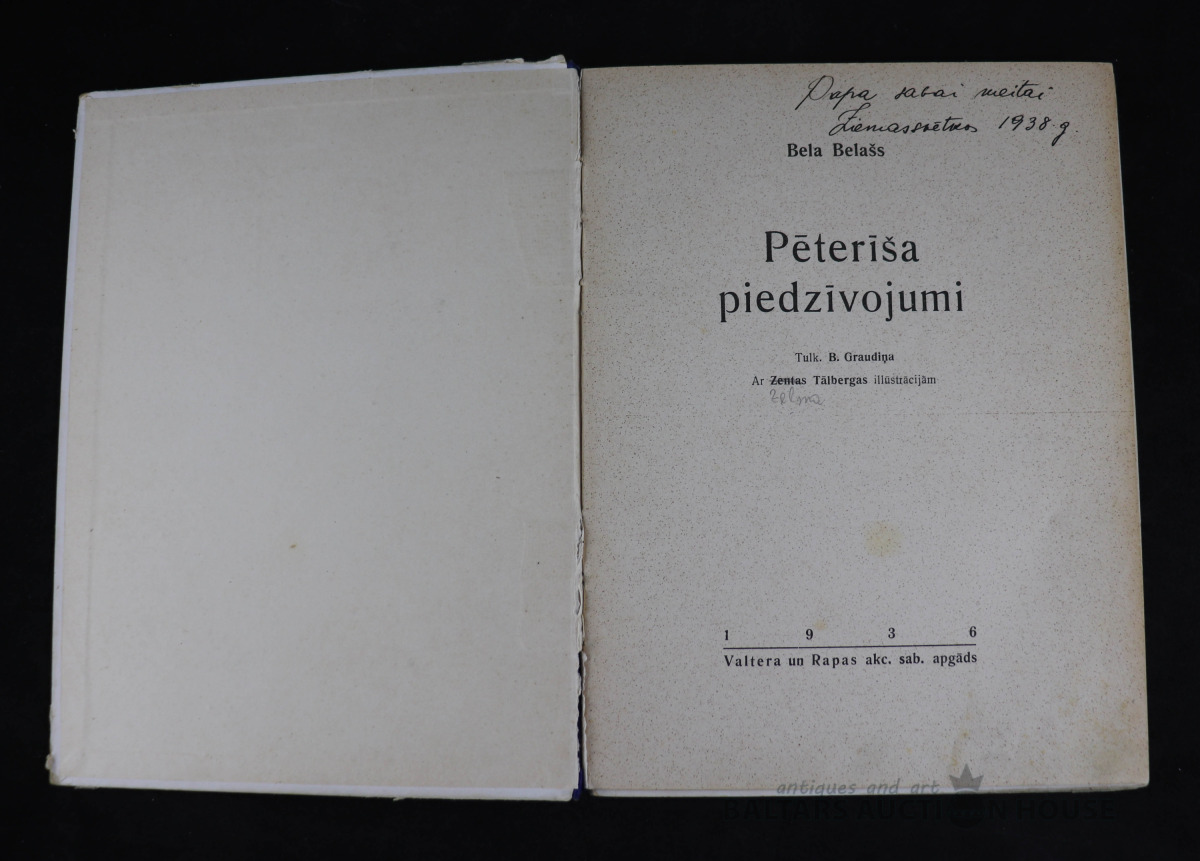 Papa savai meitai
Ziemassvētkos 1938.g.
Bela Belašs
Pēterīša
piedzīvojumi
Tulk. B. Graudiņa
Ar Zentas Tālbergas illūstrācijām
Zelma
1 9 3 6
Valtera un Rapas akc. sab. apgāds
antiques and art
BALTARS AUCTION HOUSE